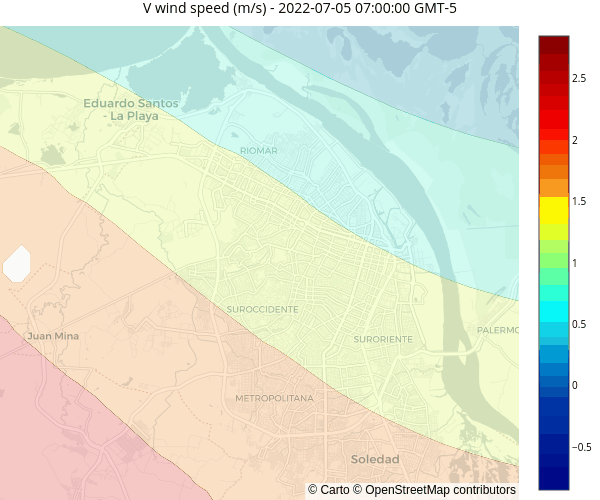 V wind speed (m/s) - 2022-07-05 07:00:00 GMT-5
Eduardo Santos
- La Playa
RIOMAR
SUROCCIDENTE
SURORIENTE
PALERMO
Juan Mina
METROPOLITANA
Soledad
© Carto © OpenStreetMap contributors
2.5
2
1.5
1
0.5
0
−0.5